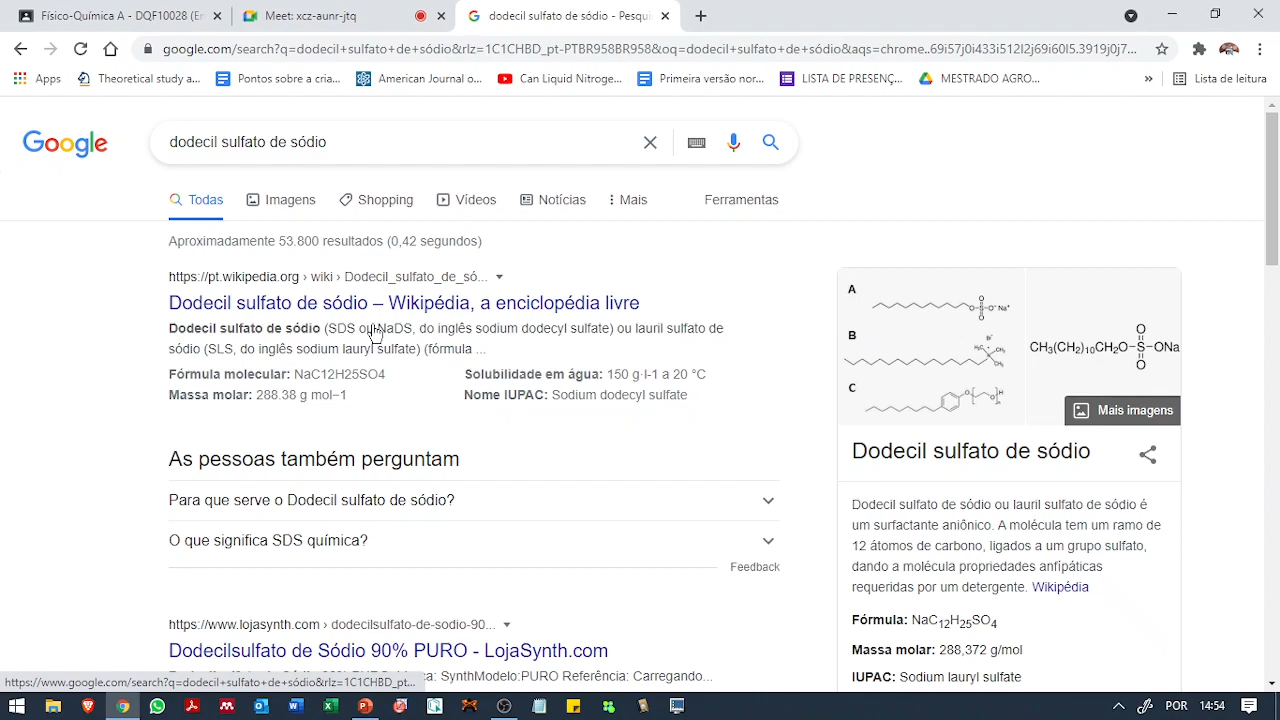 Físico-Química - DQF10028 (En
Meet: xcz-aunr-jtq
dodecil sulfato de sódio - Pesqui
google.com/search?q=dodecil+sulfato+de+sódio&rlz=1C1CHBD_pt-PTBR958BR958&oq=dodecil+sulfato+de+sódio&aqs=chrome..69i57j0i433i512l2j69i60l5.3919j0j7...
Apps
Theoretical study a...
Pontos sobre a cria...
American Journal o...
Can Liquid Nitroge...
Primeira versão nor...
LISTA DE PRESENÇ...
MESTRADO AGRO...
»
Lista de leitura
Google
dodecil sulfato de sódio
Todas
Imagens
Shopping
Vídeos
Notícias
Mais
Ferramentas
Aproximadamente 53.800 resultados (0,42 segundos)
https://pt.wikipedia.org › wiki › Dodecil_sulfato_de_só...
Dodecil sulfato de sódio – Wikipédia, a enciclopédia livre
Dodecil sulfato de sódio (SDS ou NaDS, do inglês sodium dodecyl sulfate) ou lauril sulfato de
sódio (SLS, do inglês sodium lauryl sulfate) (fórmula ...
Fórmula molecular: NaC12H25SO4
Solubilidade em água: 150 g·l-1 a 20 °C
Massa molar: 288.38 g mol−1
Nome IUPAC: Sodium dodecyl sulfate
As pessoas também perguntam
Para que serve o Dodecil sulfato de sódio?
O que significa SDS química?
Feedback
https://www.lojasynth.com › dodecilsulfato-de-sodio-90...
Dodecilsulfato de Sódio 90% PURO - LojaSynth.com
ca: SynthModelo:PURO Referência: Carregando...
A
B
C
CH3(CH2)10CH2O-S-ONa
Mais imagens
Dodecil sulfato de sódio
Dodecil sulfato de sódio ou lauril sulfato de sódio é
um surfactante aniônico. A molécula tem um ramo de
12 átomos de carbono, ligados a um grupo sulfato,
dando a molécula propriedades anfipáticas
requeridas por um detergente. Wikipédia
Fórmula: NaC12H25SO4
Massa molar: 288,372 g/mol
IUPAC: Sodium lauryl sulfate
https://www.google.com/search?q=dodecil+sulfato+de+sódio&rlz=1C1CHBD_pt...
POR
14:54